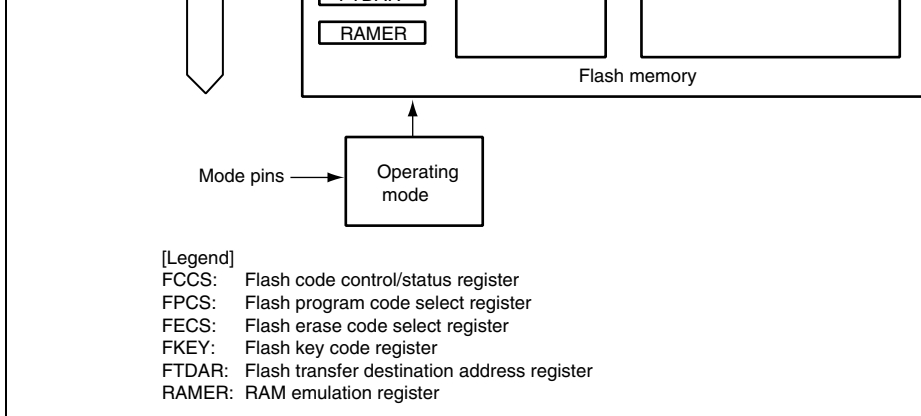 RAMER
Flash memory
Mode pins
Operating
mode
[Legend]
FCCS: Flash code control/status register
FPCS: Flash program code select register
FECS: Flash erase code select register
FKEY: Flash key code register
FTDAR: Flash transfer destination address register
RAMER: RAM emulation register